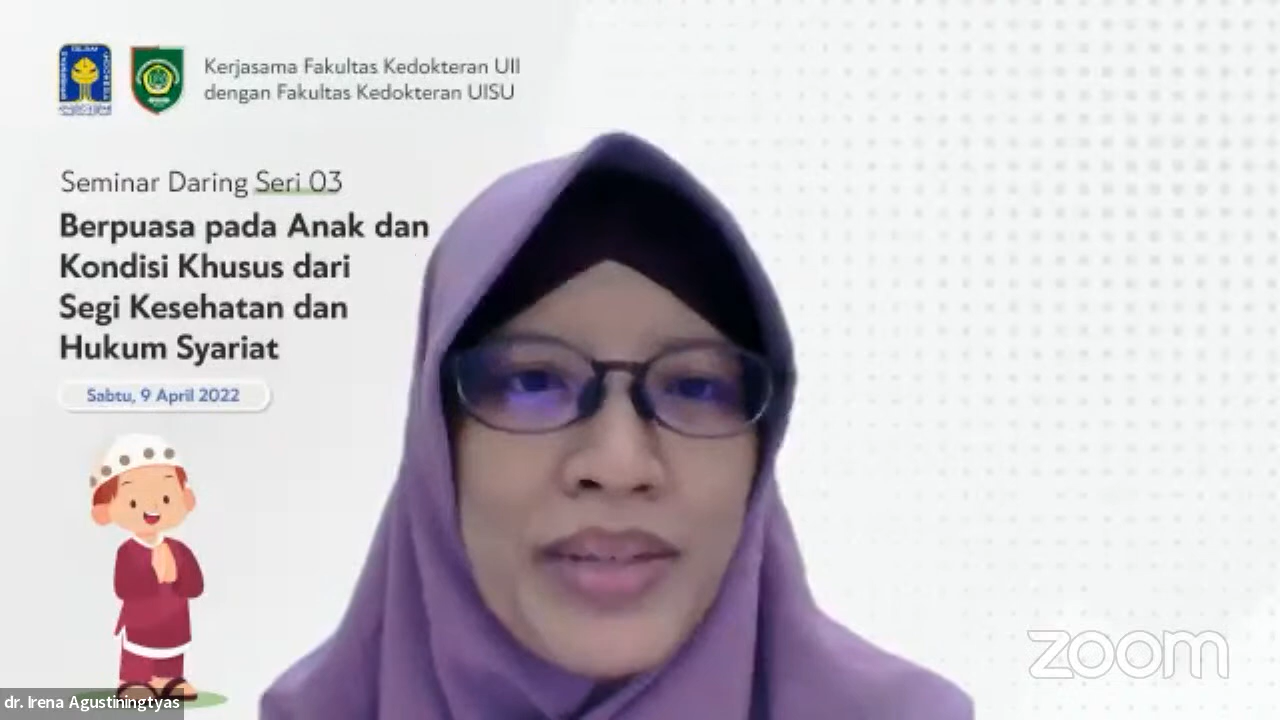 Kerjasama Fakultas Kedokteran UII
dengan Fakultas Kedokteran UISU
Seminar Daring Seri 03
Berpuasa pada Anak dan
Kondisi Khusus dari
Segi Kesehatan dan
Hukum Syariat
Sabtu, 9 April 2022
zoom
dr. Irena Agustiningtyas